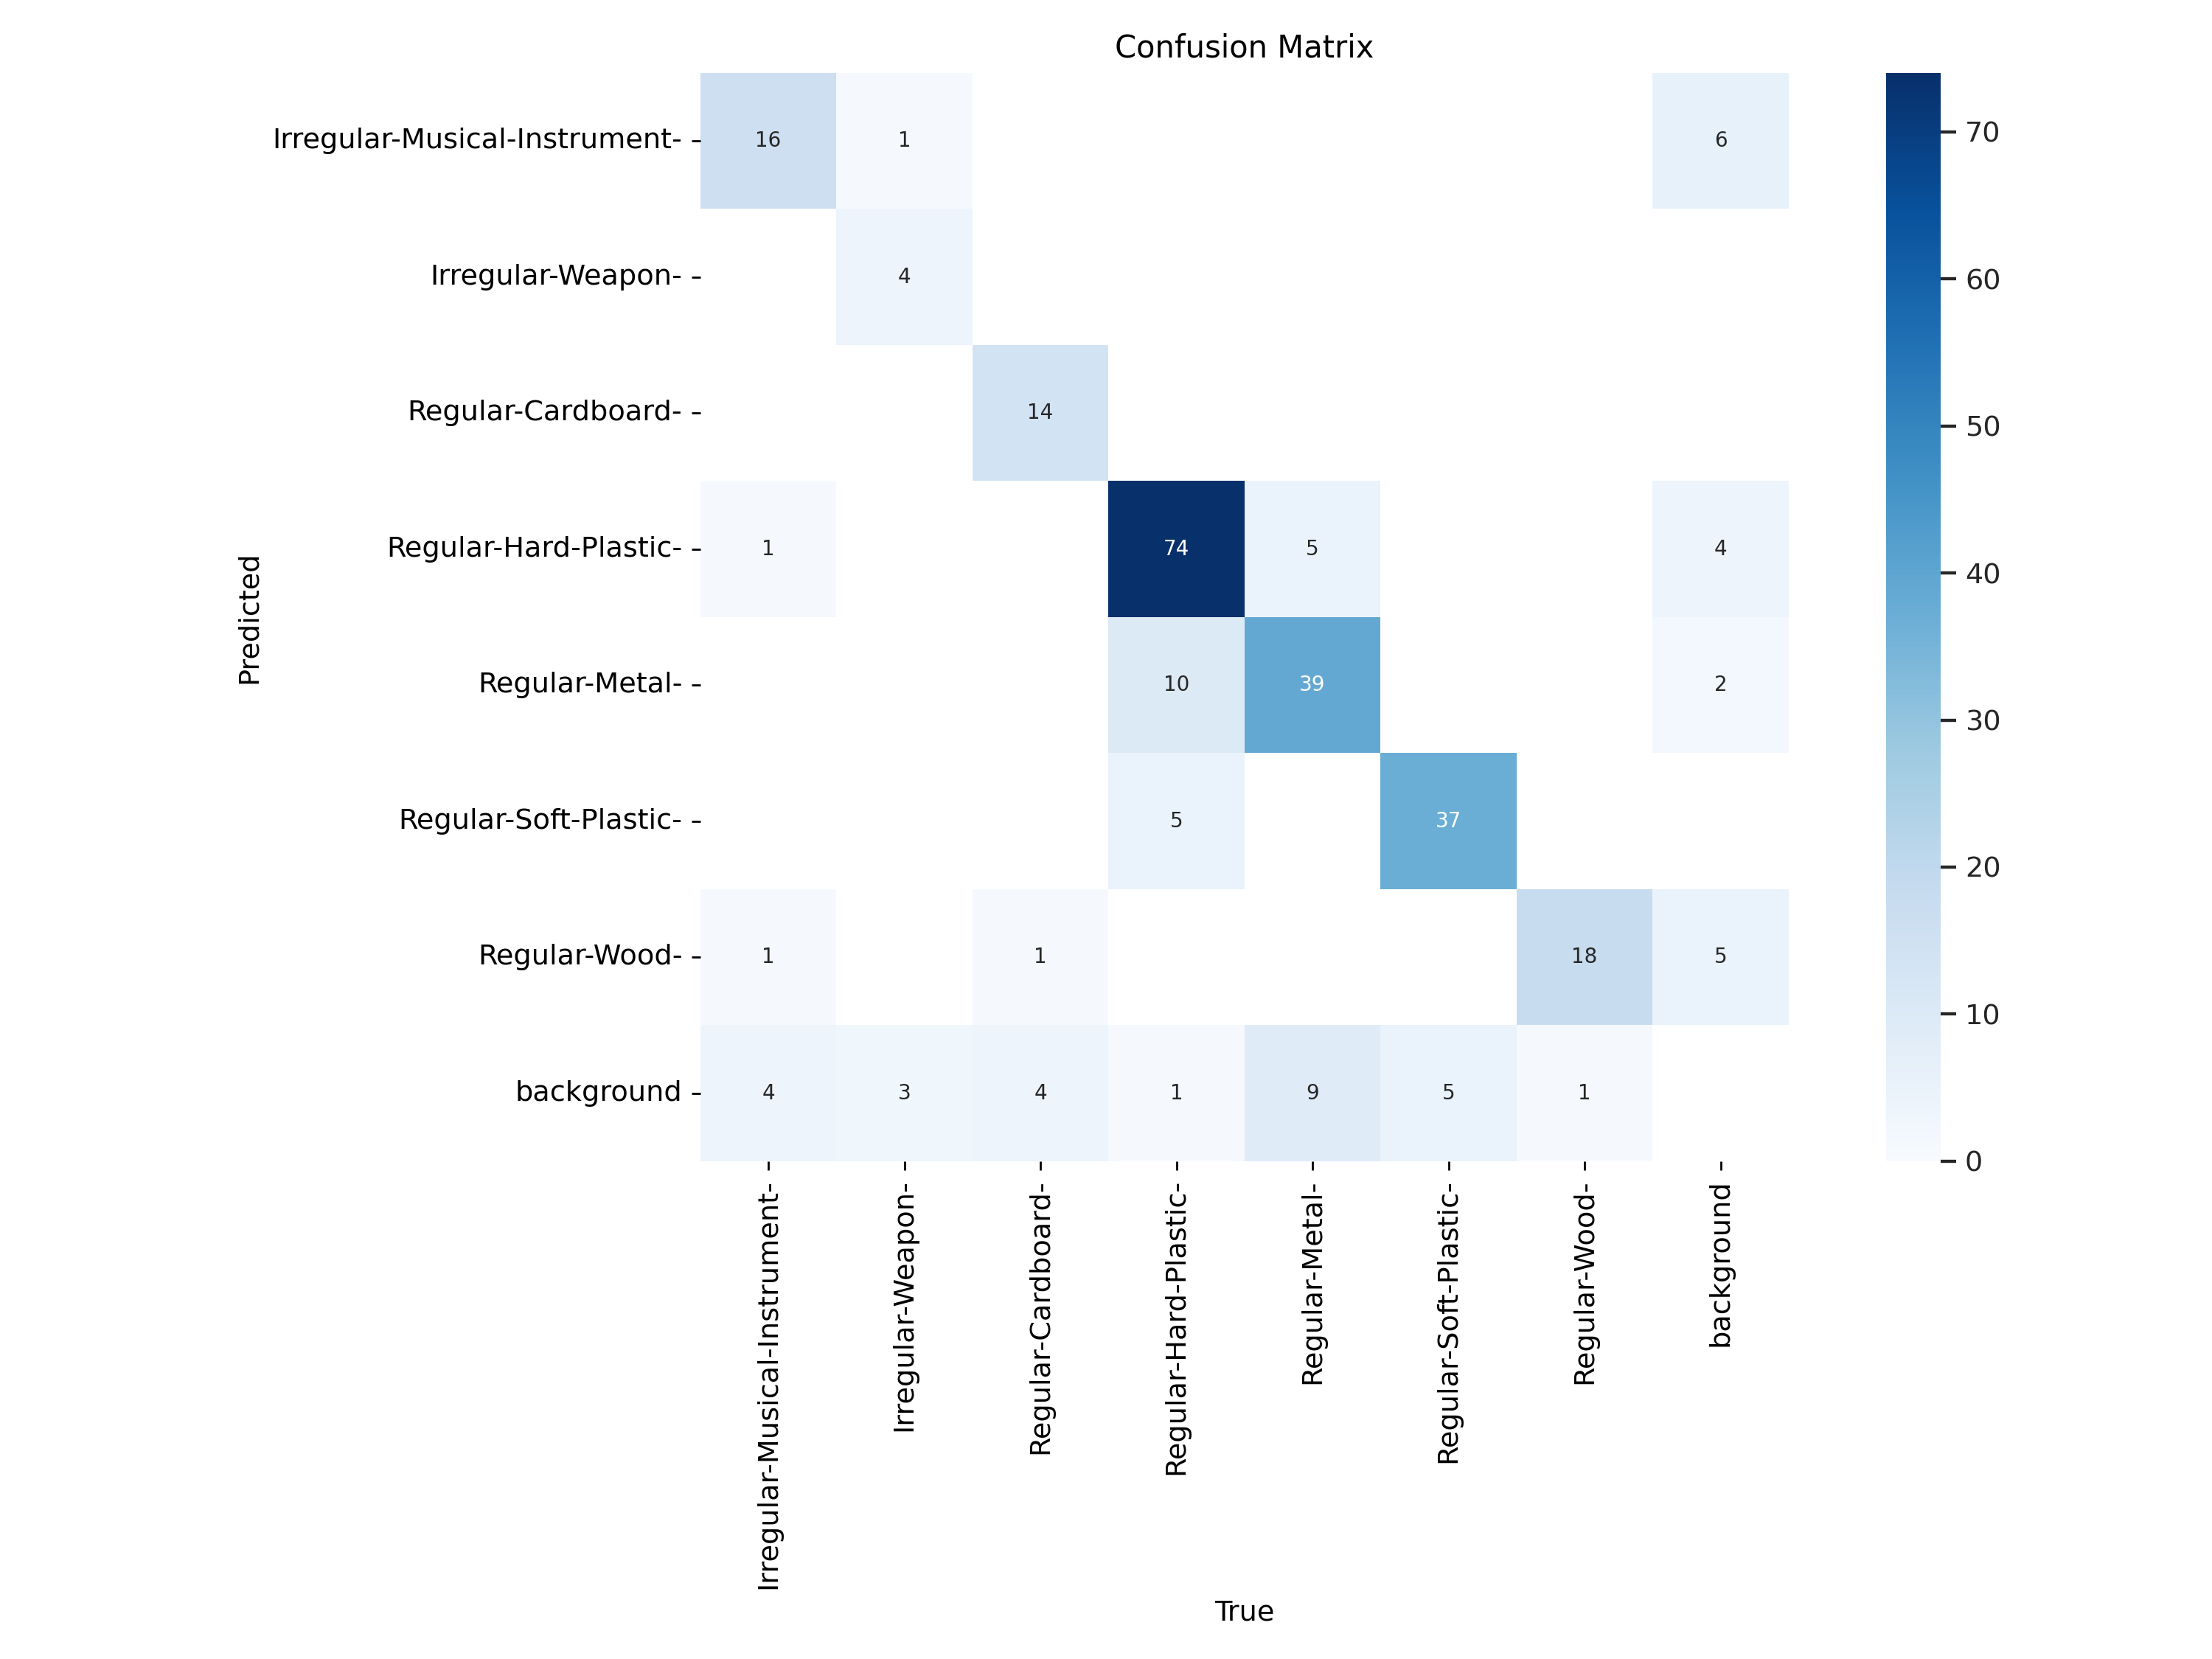 Confusion Matrix
Irregular-Musical-Instrument- 16 1 6
Irregular-Weapon- 4
Regular-Cardboard- 14
Regular-Hard-Plastic- 1 74 5 4
Regular-Metal- 10 39 2
Regular-Soft-Plastic- 5 37
Regular-Wood- 1 1 18 5
background 4 3 4 1 9 5 1
Predicted
Irregular-Musical-Instrument-
Irregular-Weapon-
Regular-Cardboard-
Regular-Hard-Plastic-
Regular-Metal-
Regular-Soft-Plastic-
Regular-Wood-
background
True
70
60
50
40
30
20
10
0